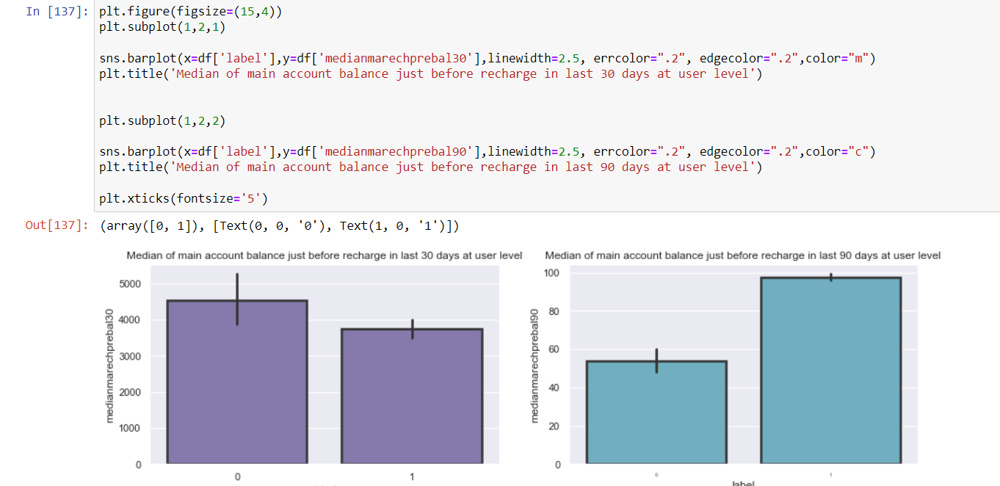 In [137]: plt.figure(figsize=(15,4))
plt.subplot(1,2,1)
sns.barplot(x=df['label'],y=df['medianmarechprebal30'],linewidth=2.5, errcolor=".2", edgecolor=".2",color="m")
plt.title('Median of main account balance just before recharge in last 30 days at user level')
plt.subplot(1,2,2)
sns.barplot(x=df['label'],y=df['medianmarechprebal90'],linewidth=2.5, errcolor=".2", edgecolor=".2",color="c")
plt.title('Median of main account balance just before recharge in last 90 days at user level')
plt.xticks(fontsize='5')
Out[137]: (array([0, 1]), [Text(0, 0, '0'), Text(1, 0, '1')])
Median of main account balance just before recharge in last 30 days at user level
medianmarechprebal30
5000
4000
3000
2000
1000
0
0 1
Median of main account balance just before recharge in last 90 days at user level
medianmarechprebal90
100
80
60
40
20
0
0 1
label